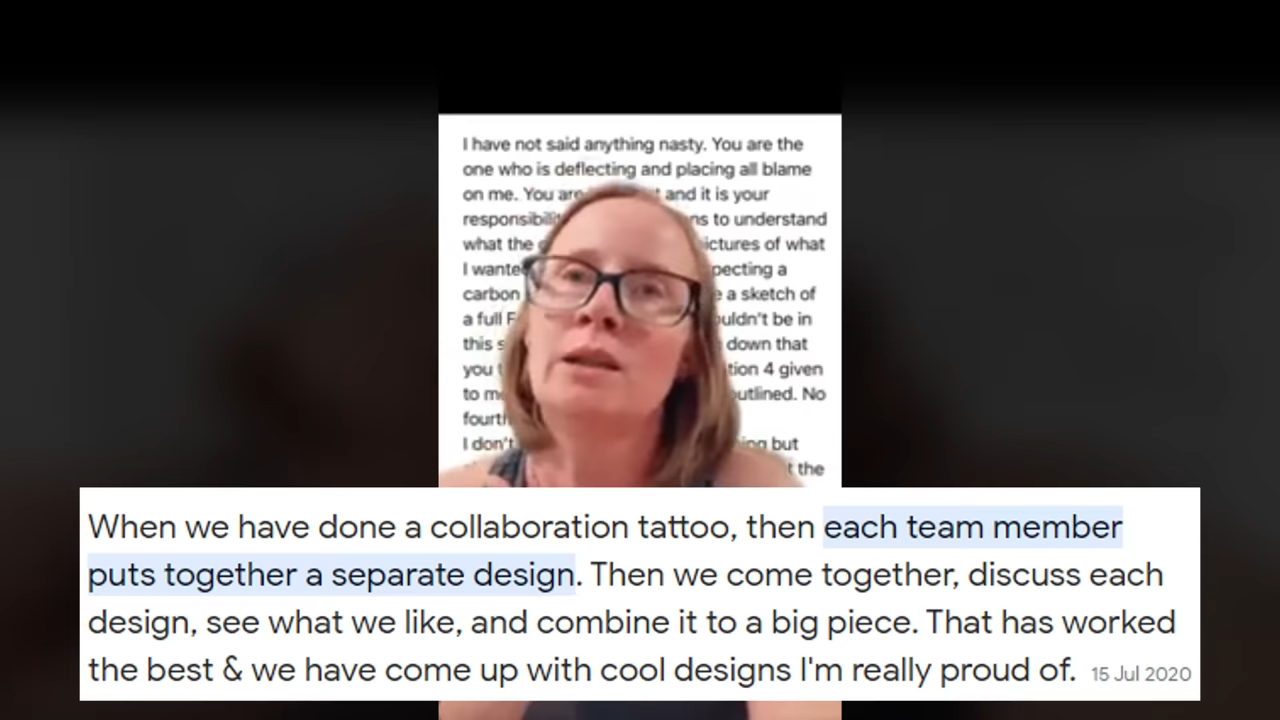 I have not said anything nasty. You are the
one who is deflecting and placing all blame
on me. You are and it is your
to understand
what the ictures of what
I wante pecting a
carbon a sketch of
a full F uldn't be in
this s down that
you tion 4 given
to m outlined. No
fourth
I don't but
the
When we have done a collaboration tattoo, then each team member
puts together a separate design. Then we come together, discuss each
design, see what we like, and combine it to a big piece. That has worked
the best & we have come up with cool designs I'm really proud of. 15 Jul 2020